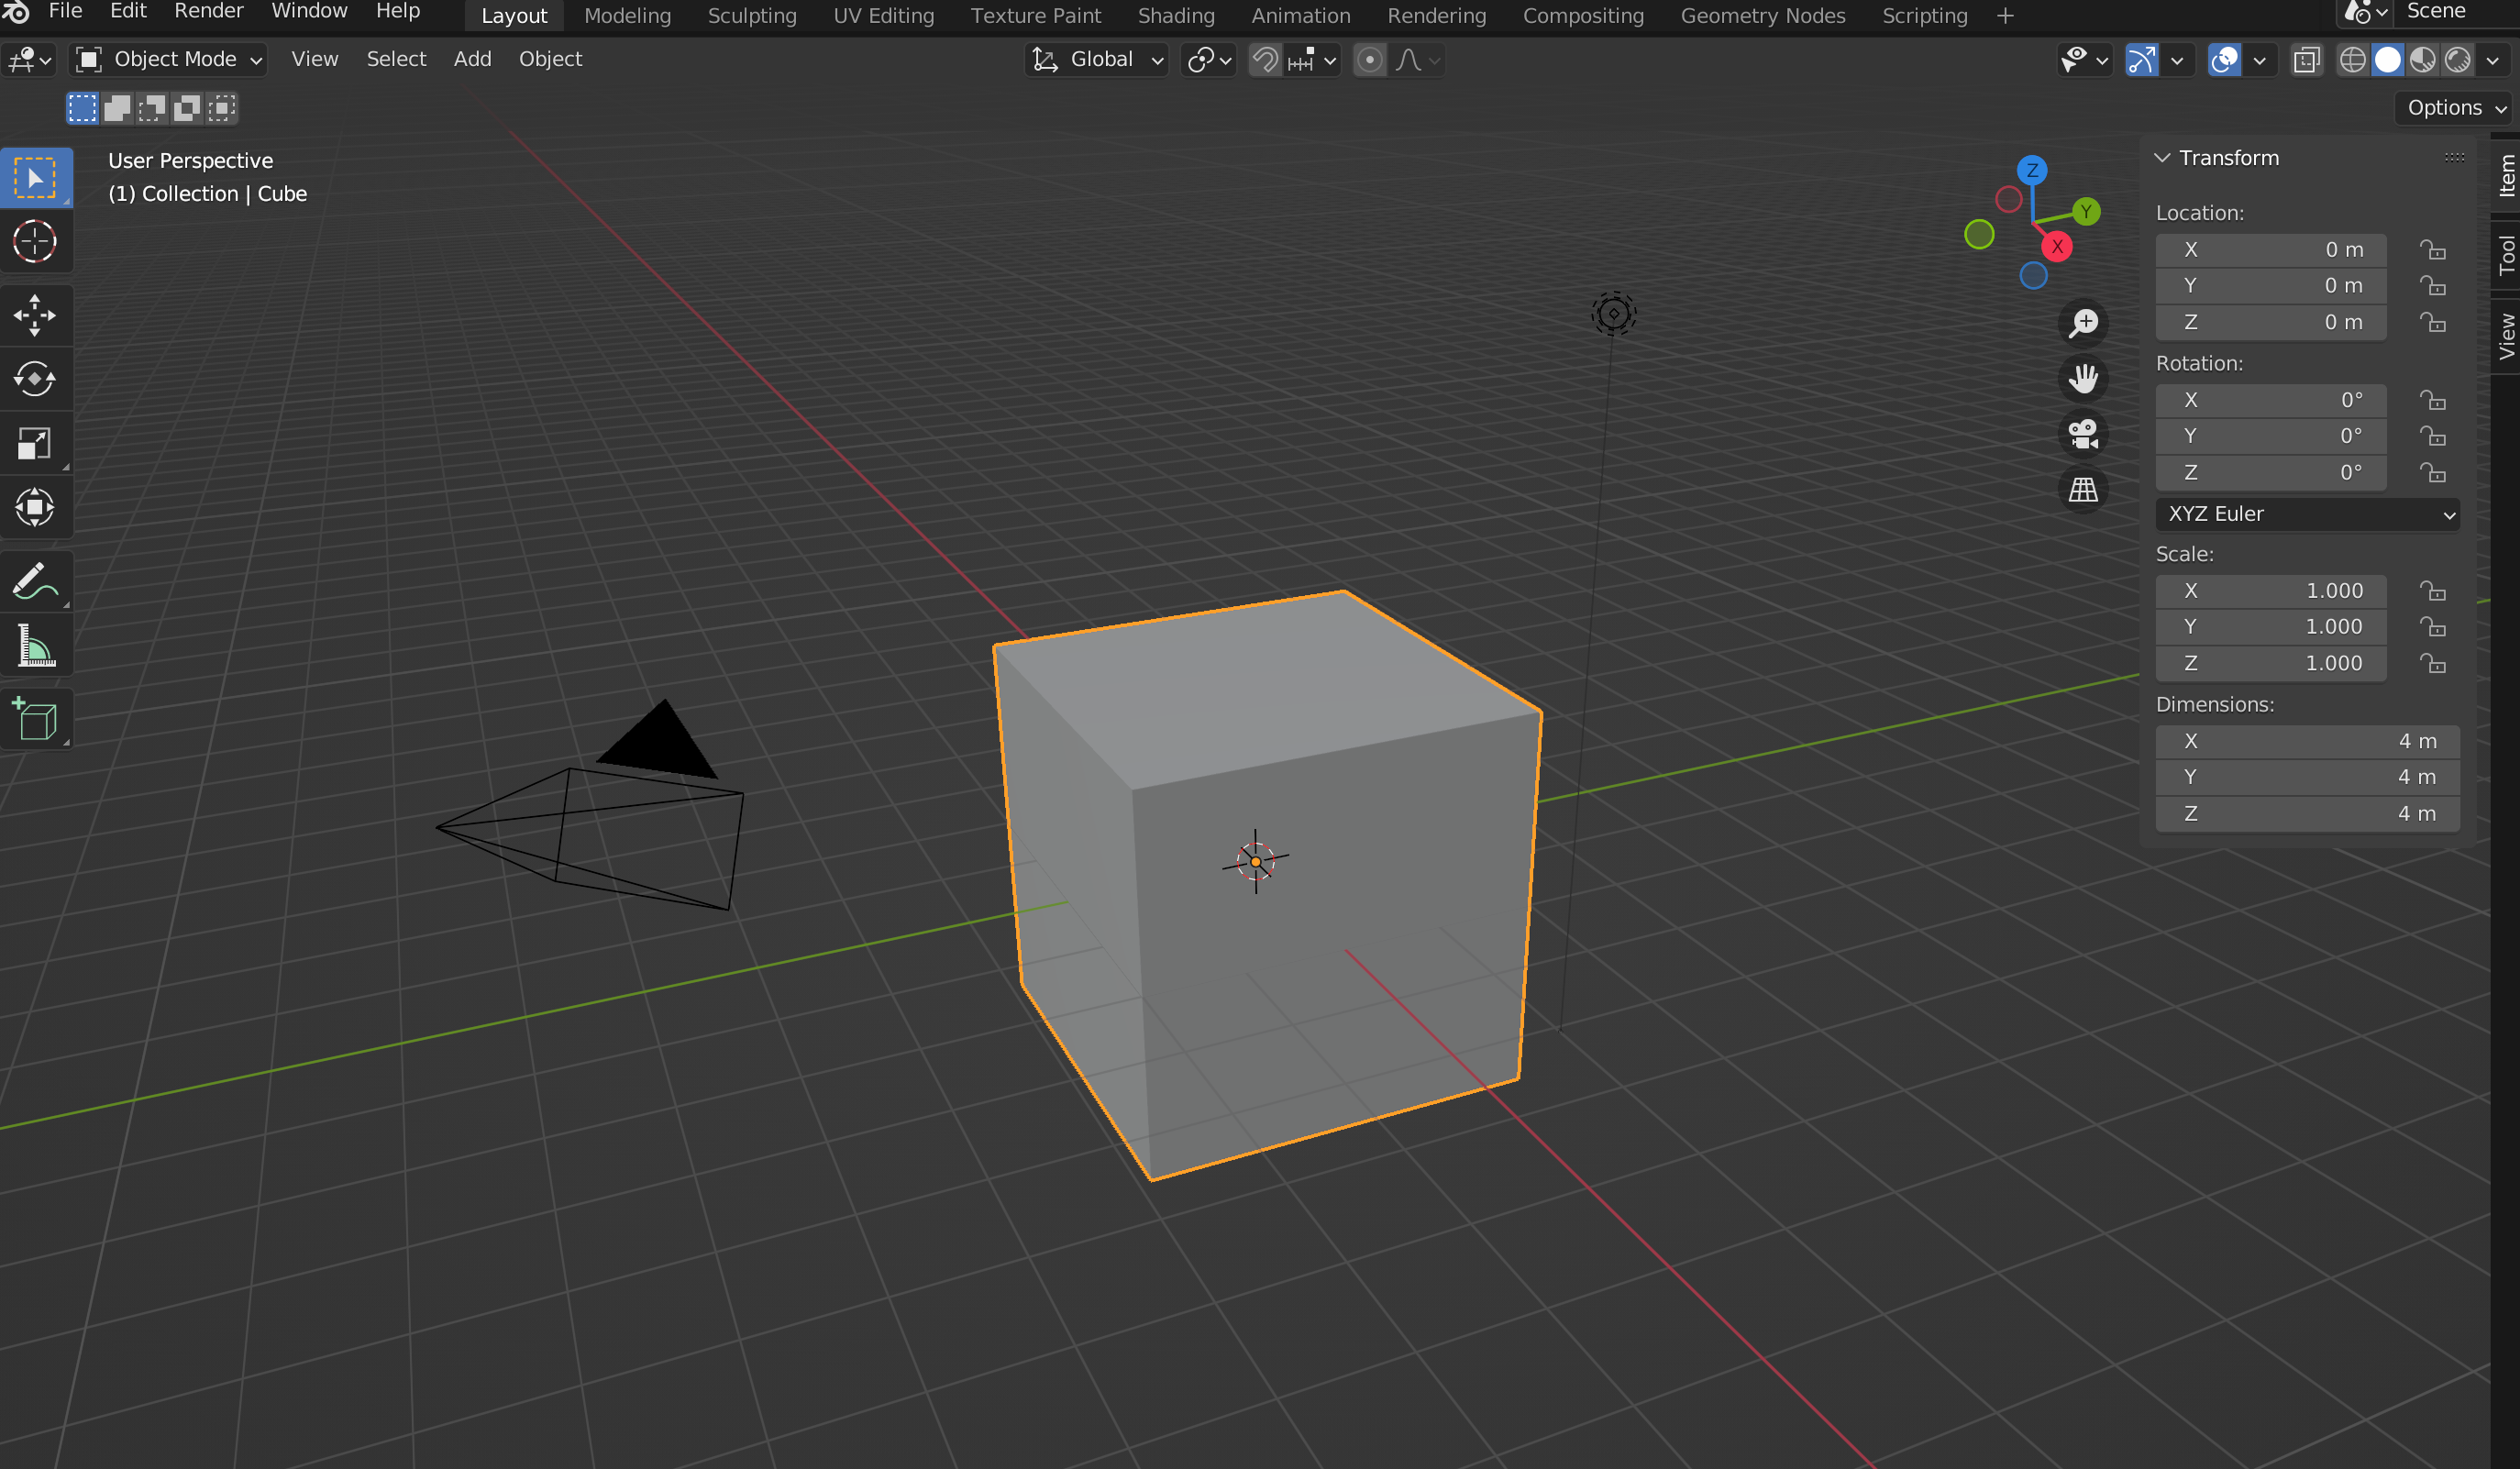 File Edit Render Window Help Layout Modeling Sculpting UV Editing Texture Paint Shading Animation Rendering Compositing Geometry Nodes Scripting + Scene
Object Mode View Select Add Object Global
Options
User Perspective
(1) Collection | Cube
Z
Y
X
Transform
Location:
X 0 m
Y 0 m
Z 0 m
Rotation:
X 0°
Y 0°
Z 0°
XYZ Euler
Scale:
X 1.000
Y 1.000
Z 1.000
Dimensions:
X 4 m
Y 4 m
Z 4 m
Item
Tool
View